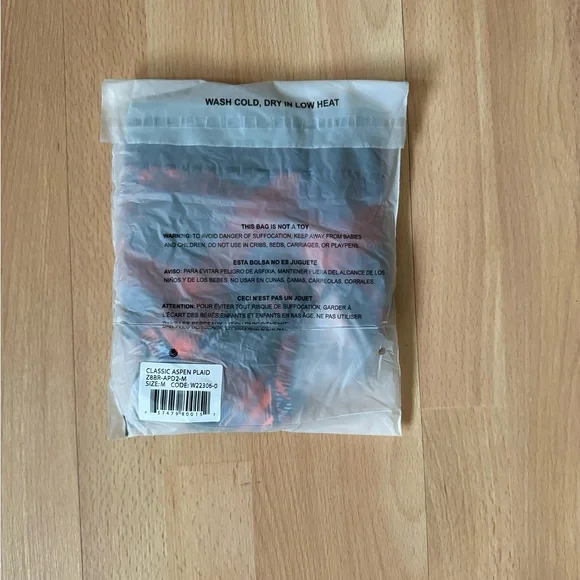 WASH COLD, DRY IN LOW HEAT
THIS BAG IS NOT A TOY
WARNING: TO AVOID DANGER OF SUFFOCATION, KEEP AWAY FROM BABIES
AND CHILDREN. DO NOT USE IN CRIBS, BEDS, CARRIAGES, OR PLAYPENS.
ESTA BOLSA NO ES JUGUETE
AVISO: PARA EVITAR PELIGRO DE ASFIXIA, MANTENER FUERA DEL ALCANCE DE LOS
NIÑOS Y DE LOS BEBES. NO USAR EN CUNAS, CAMAS, CARREOLAS, CORRALES.
CECI N'EST PAS UN JOUET
ATTENTION: POUR ÉVITER TOUT RISQUE DE SUFFOCATION, GARDER À
L'ÉCART DES BÉBÉS ENFANTS ET ENFANTS EN BAS ÂGE. NE PAS UTILISER
CLASSIC ASPEN PLAID
Z8BR-APD2-M
SIZE: M CODE: W22306-0